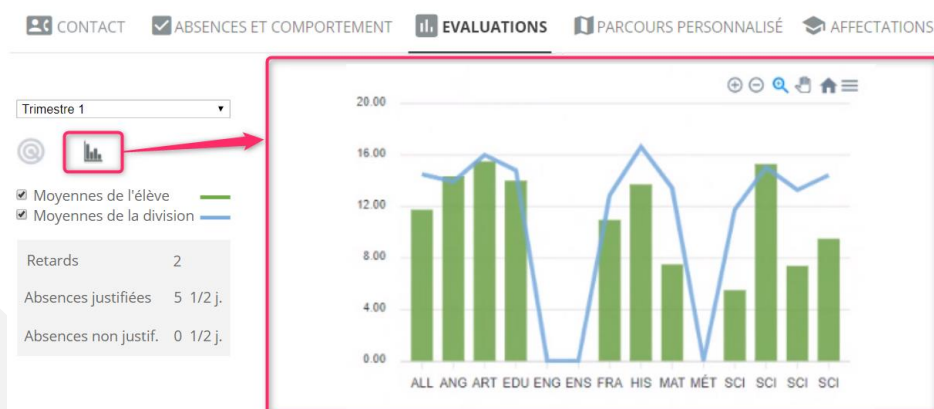 CONTACT ABSENCES ET COMPORTEMENT EVALUATIONS PARCOURS PERSONNALISÉ AFFECTATIONS
Trimestre 1
Moyennes de l'élève
Moyennes de la division
Retards 2
Absences justifiées 5 1/2 j.
Absences non justif. 0 1/2 j.
20.00
16.00
12.00
8.00
4.00
0.00
ALL ANG ART EDU ENG ENS FRA HIS MAT MÉT SCI SCI SCI SCI